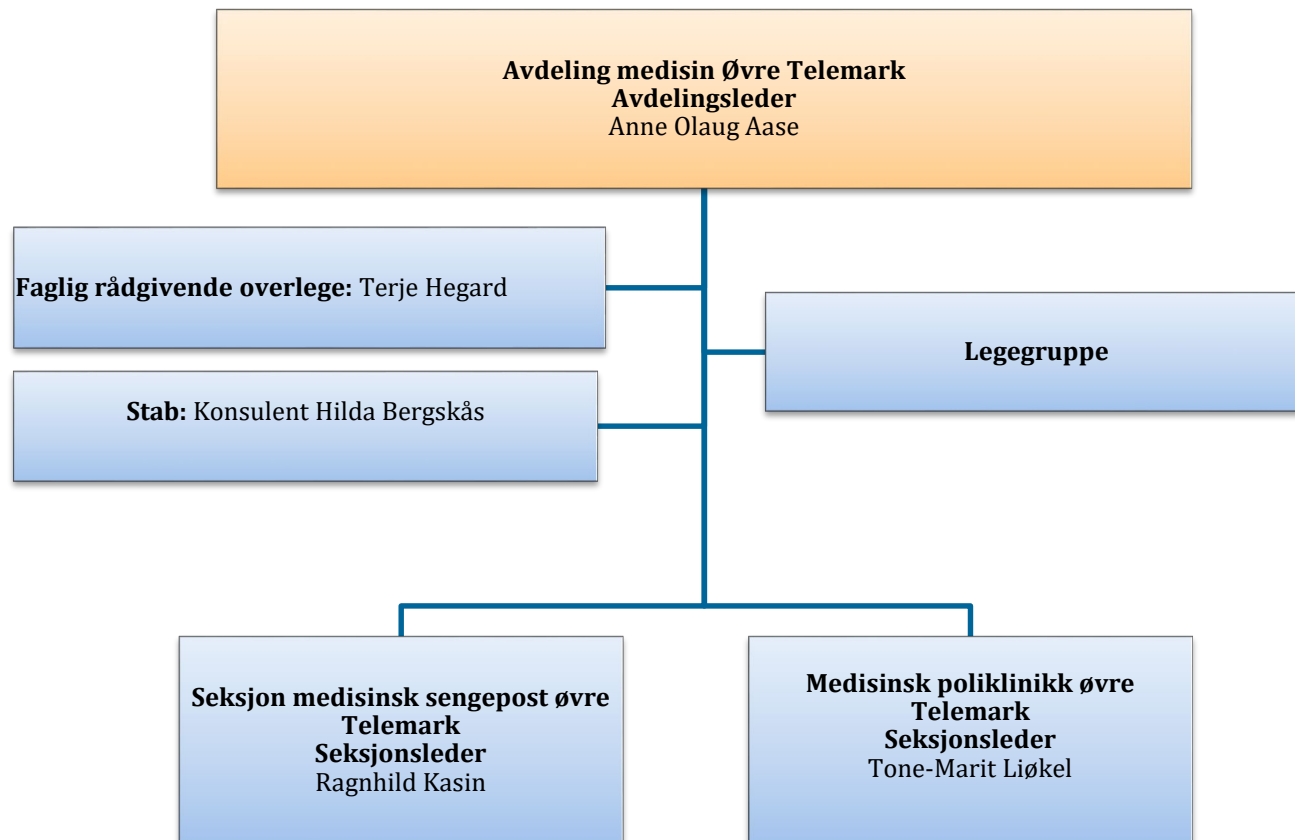 Avdeling medisin Øvre Telemark
Avdelingsleder
Anne Olaug Aase
Faglig rådgivende overlege: Terje Hegard
Legegruppe
Stab: Konsulent Hilda Bergskås
Seksjon medisinsk sengepost øvre
Telemark
Seksjonsleder
Ragnhild Kasin
Medisinsk poliklinikk øvre
Telemark
Seksjonsleder
Tone-Marit Liøkel